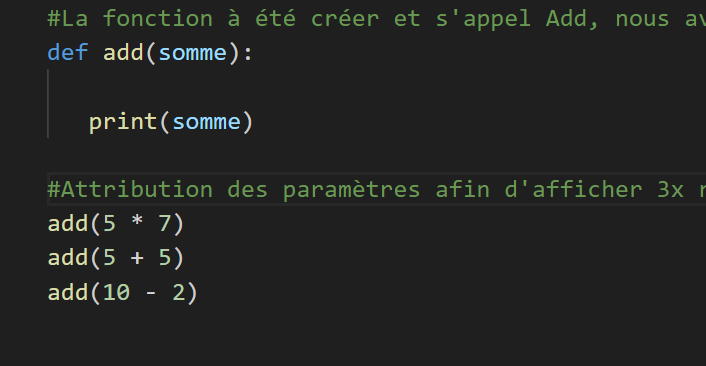 #La fonction à été créer et s'appel Add, nous
def add(somme):
print(somme)
#Attribution des paramètres afin d'afficher 3x
add(5 * 7)
add(5 + 5)
add(10 - 2)